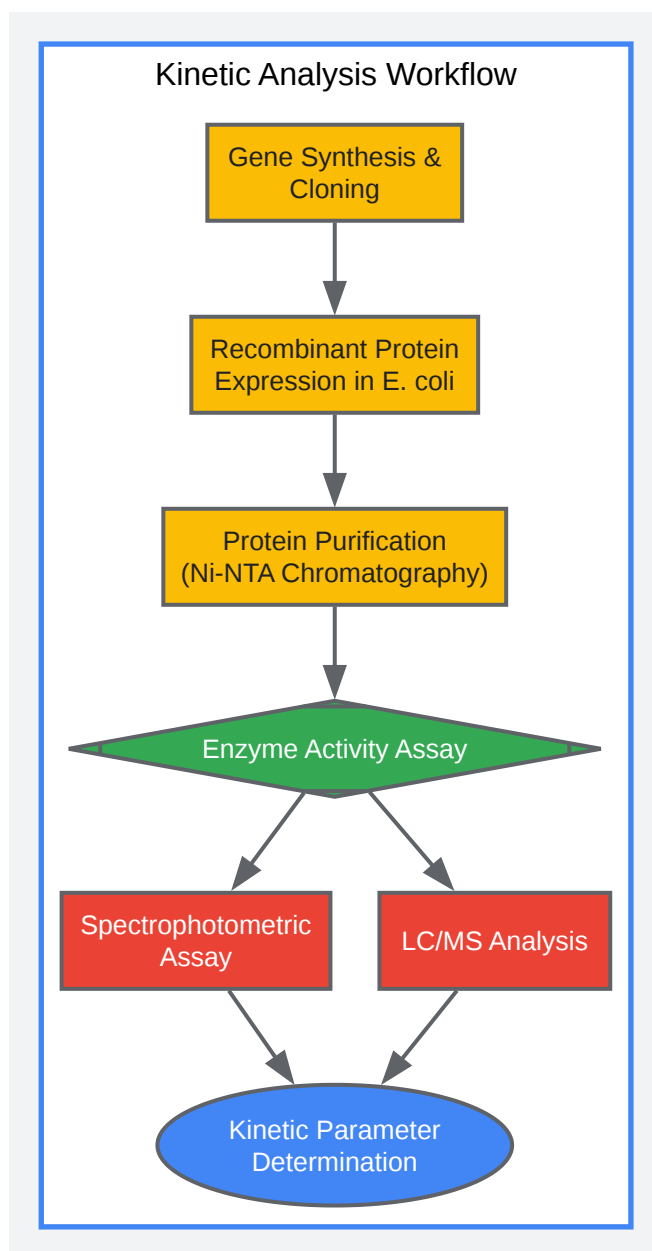 Kinetic Analysis Workflow
Gene Synthesis &
Cloning
Recombinant Protein
Expression in E. coli
Protein Purification
(Ni-NTA Chromatography)
Enzyme Activity Assay
Spectrophotometric
Assay
LC/MS Analysis
Kinetic Parameter
Determination